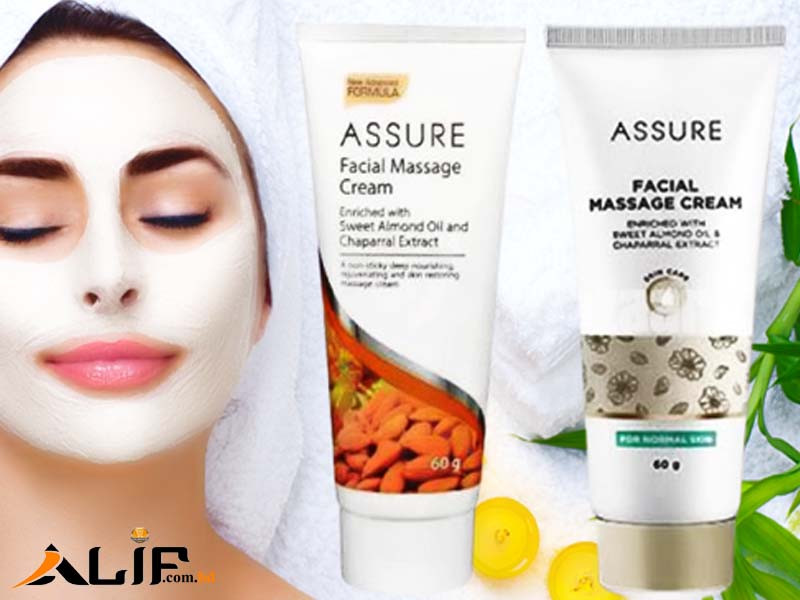 New Advanced
FORMULA
ASSURE
Facial Massage
Cream
Enriched with
Sweet Almond Oil and
Chaparral Extract
A non-sticky deep nourishing,
rejuvenating and skin restoring
massage cream
60 g
ASSURE
FACIAL
MASSAGE CREAM
ENRICHED WITH
SWEET ALMOND OIL &
CHAPARRAL EXTRACT
SKIN CARE
FOR NORMAL SKIN
60 g
ALIF.com.bd